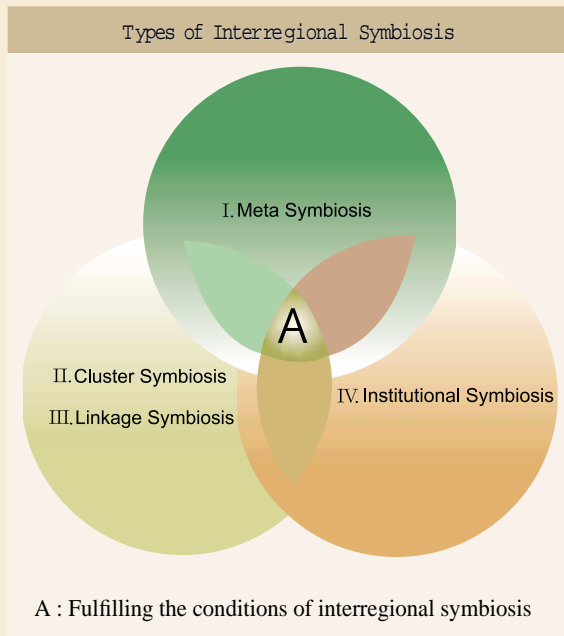 Types of Interregional Symbiosis
Ⅰ. Meta Symbiosis
Ⅱ. Cluster Symbiosis
Ⅲ. Linkage Symbiosis
Ⅳ. Institutional Symbiosis
A
A : Fulfilling the conditions of interregional symbiosis